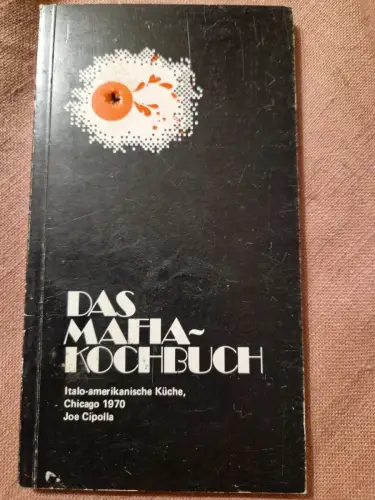 DAS
MAFIA-
KOCHBUCH
Italo-amerikanische Küche,
Chicago 1970
Joe Cipolla